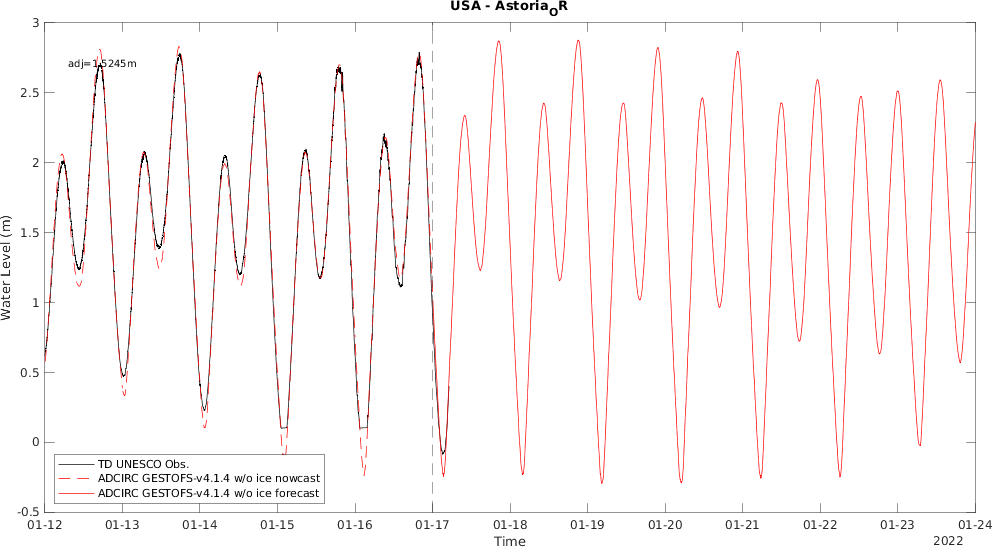 USA - AstoriaOR
3
adj=1.5245m
2.5
2
1.5
Water Level (m)
1
0.5
0
TD UNESCO Obs.
ADCIRC GESTOFS-v4.1.4 w/o ice nowcast
ADCIRC GESTOFS-v4.1.4 w/o ice forecast
-0.5
01-12 01-13 01-14 01-15 01-16 01-17 01-18 01-19 01-20 01-21 01-22 01-23 01-24
Time
2022